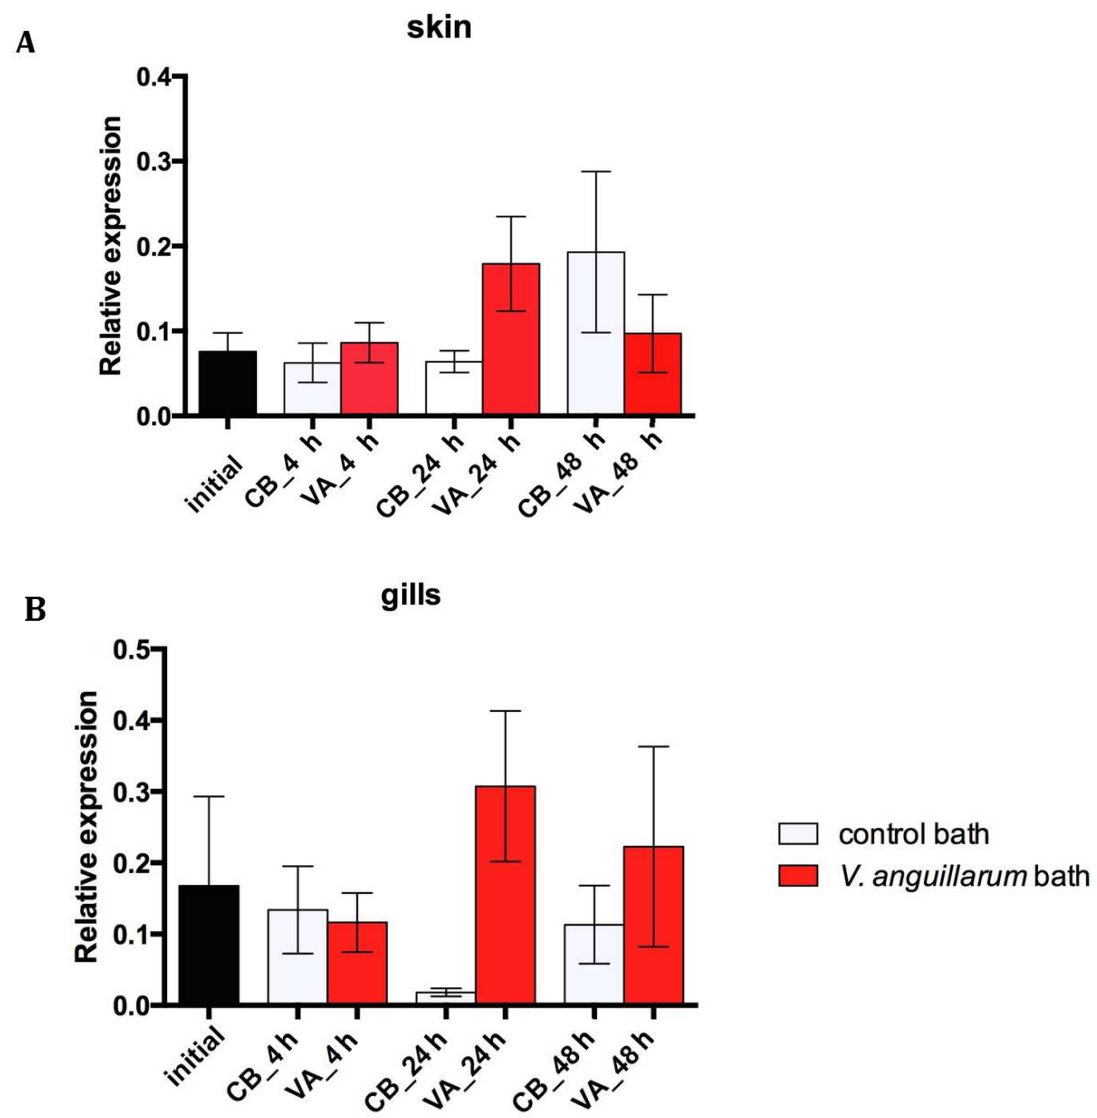 A
skin
Relative expression
0.4
0.3
0.2
0.1
0.0
initial
CB_4 h
VA_4 h
CB_24 h
VA_24 h
CB_48 h
VA_48 h
B
gills
Relative expression
0.5
0.4
0.3
0.2
0.1
0.0
initial
CB_4 h
VA_4 h
CB_24 h
VA_24 h
CB_48 h
VA_48 h
control bath
V. anguillarum bath